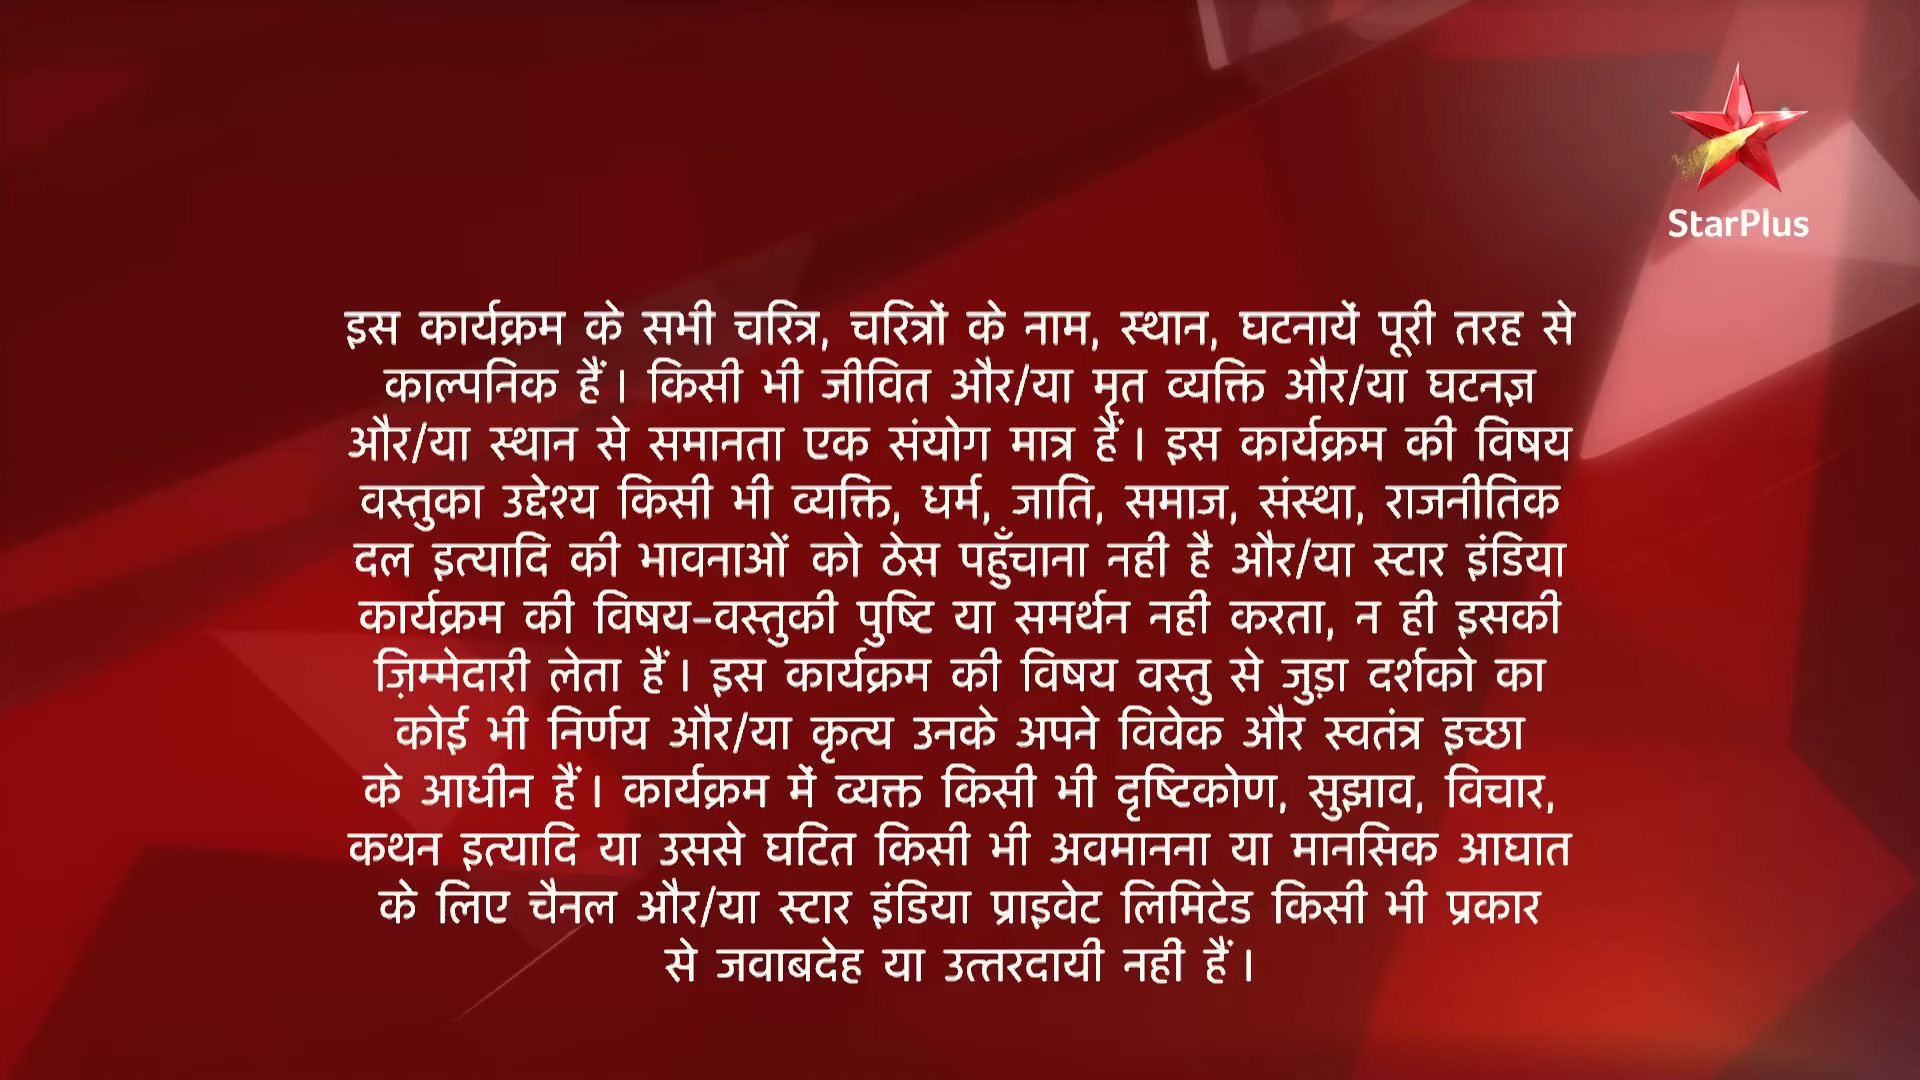 StarPlus
इस कार्यक्रम के सभी चरित्र, चरित्रों के नाम, स्थान, घटनायें पूरी तरह से
काल्पनिक हैं। किसी भी जीवित और/या मृत व्यक्ति और/या घटनज्ञ
और/या स्थान से समानता एक संयोग मात्र हैं। इस कार्यक्रम की विषय
वस्तुका उद्देश्य किसी भी व्यक्ति, धर्म, जाति, समाज, संस्था, राजनीतिक
दल इत्यादि की भावनाओं को ठेस पहुँचाना नही है और/या स्टार इंडिया
कार्यक्रम की विषय-वस्तुकी पुष्टि या समर्थन नही करता, न ही इसकी
ज़िम्मेदारी लेता हैं। इस कार्यक्रम की विषय वस्तु से जुड़ा दर्शको का
कोई भी निर्णय और/या कृत्य उनके अपने विवेक और स्वतंत्र इच्छा
के आधीन हैं। कार्यक्रम में व्यक्त किसी भी दृष्टिकोण, सुझाव, विचार,
कथन इत्यादि या उससे घटित किसी भी अवमानना या मानसिक आघात
के लिए चैनल और/या स्टार इंडिया प्राइवेट लिमिटेड किसी भी प्रकार
से जवाबदेह या उत्तरदायी नही हैं।